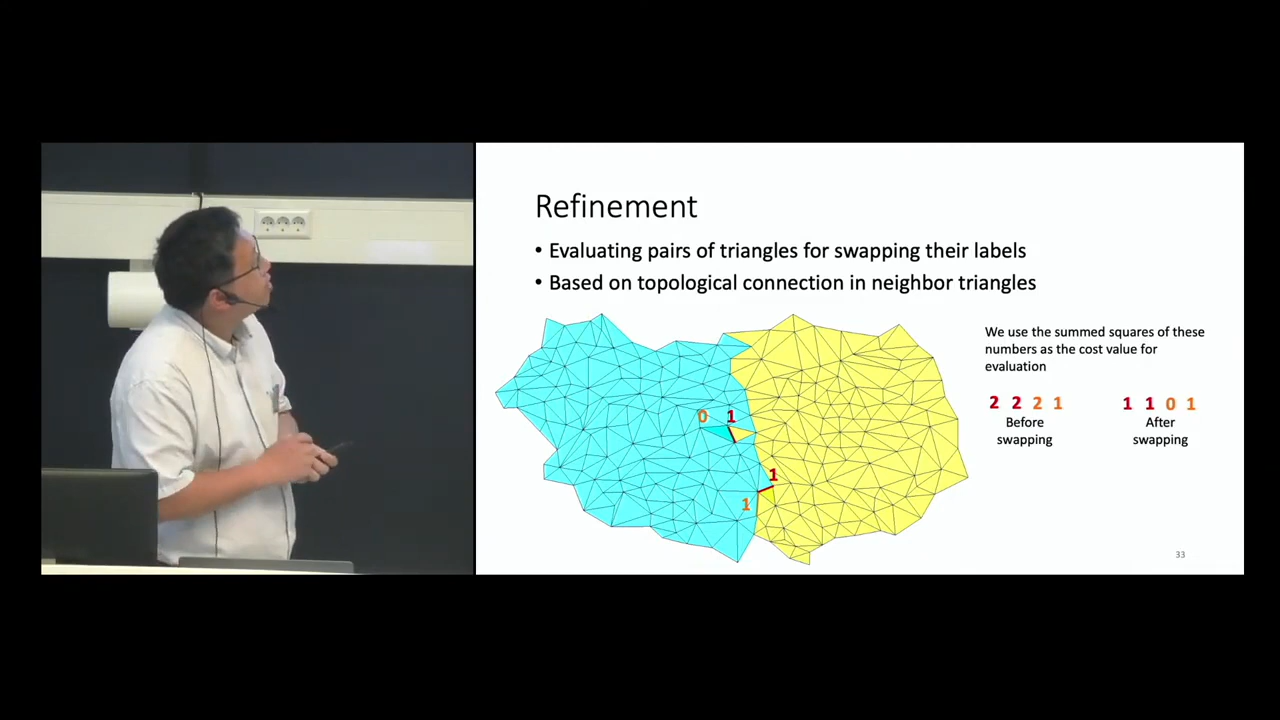 Refinement
• Evaluating pairs of triangles for swapping their labels
• Based on topological connection in neighbor triangles
We use the summed squares of these
numbers as the cost value for
evaluation
2 2 2 1
Before
swapping
1 1 0 1
After
swapping
0 1
1
1
33